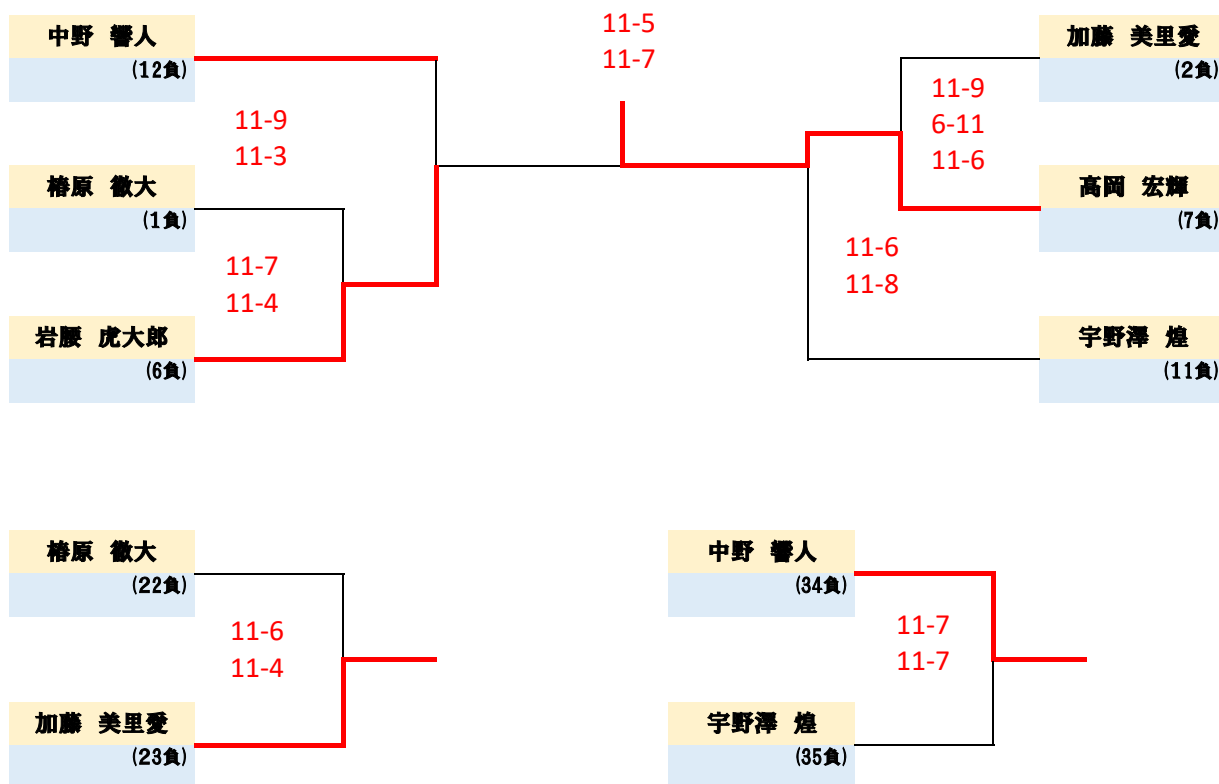 中野 響人
(12負)
11-9
11-3
椿原 徹大
(1負)
11-7
11-4
岩腰 虎大郎
(6負)
11-5
11-7
加藤 美里愛
(2負)
11-9
6-11
11-6
髙岡 宏輝
(7負)
11-6
11-8
宇野澤 煌
(11負)
椿原 徹大
(22負)
11-6
11-4
加藤 美里愛
(23負)
中野 響人
(34負)
11-7
11-7
宇野澤 煌
(35負)